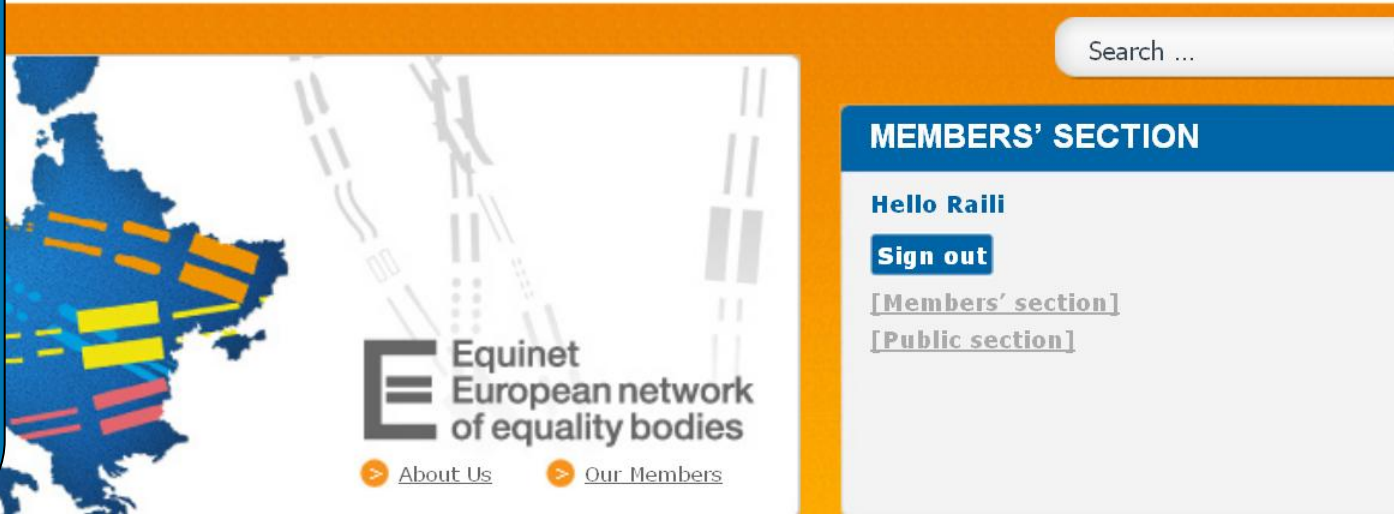 Search ...
MEMBERS’ SECTION
Hello Raili
Sign out
[Members’ section]
[Public section]
Equinet
European network
of equality bodies
> About Us > Our Members